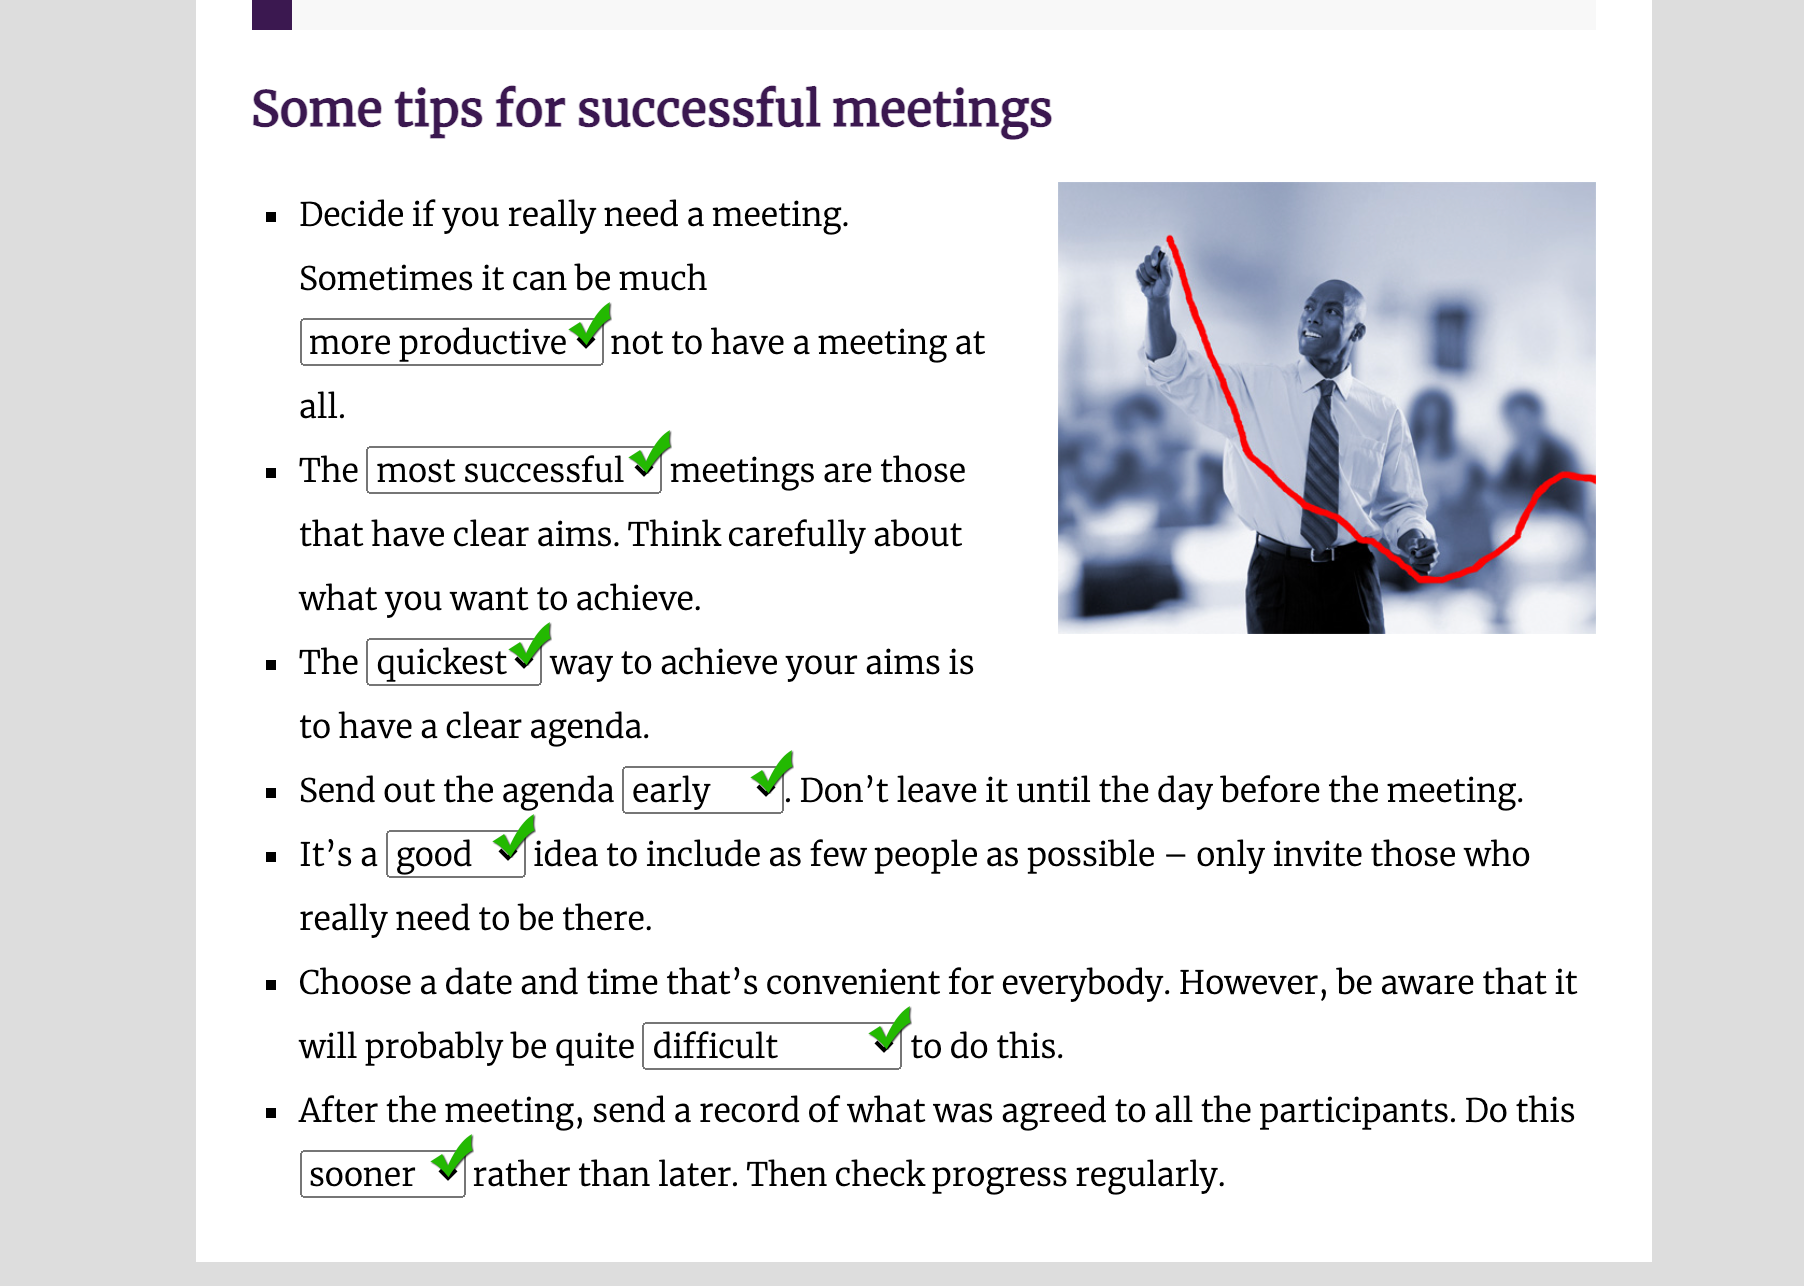 Some tips for successful meetings
Decide if you really need a meeting.
Sometimes it can be much
more productive not to have a meeting at
all.
The most successful meetings are those
that have clear aims. Think carefully about
what you want to achieve.
The quickest way to achieve your aims is
to have a clear agenda.
Send out the agenda early. Don’t leave it until the day before the meeting.
It’s a good idea to include as few people as possible – only invite those who
really need to be there.
Choose a date and time that’s convenient for everybody. However, be aware that it
will probably be quite difficult to do this.
After the meeting, send a record of what was agreed to all the participants. Do this
sooner rather than later. Then check progress regularly.